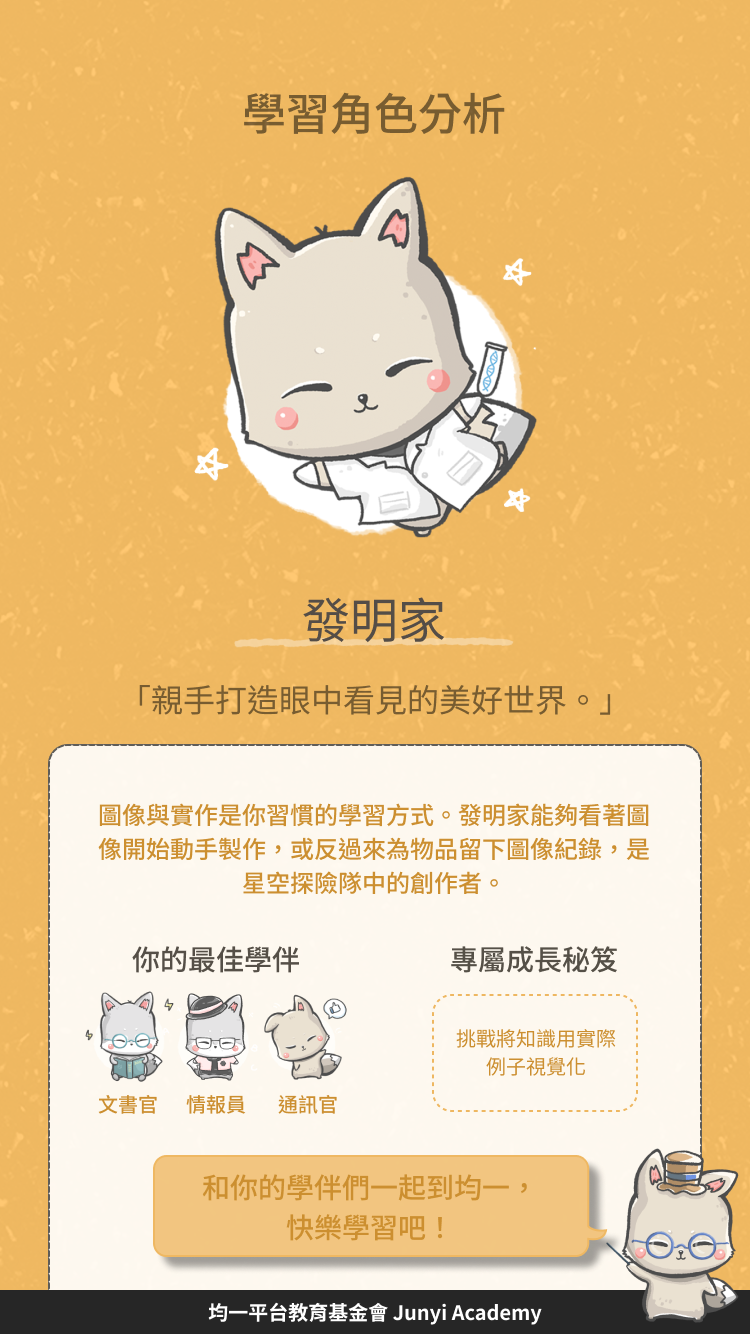 學習角色分析
發明家
「親手打造眼中看見的美好世界。」
圖像與實作是你習慣的學習方式。發明家能夠看著圖
像開始動手製作，或反過來為物品留下圖像紀錄，是
星空探險隊中的創作者。
你的最佳學伴
文書官 情報員 通訊官
專屬成長秘笈
挑戰將知識用實際
例子視覺化
和你的學伴們一起到均一，
快樂學習吧！
均一平台教育基金會 Junyi Academy